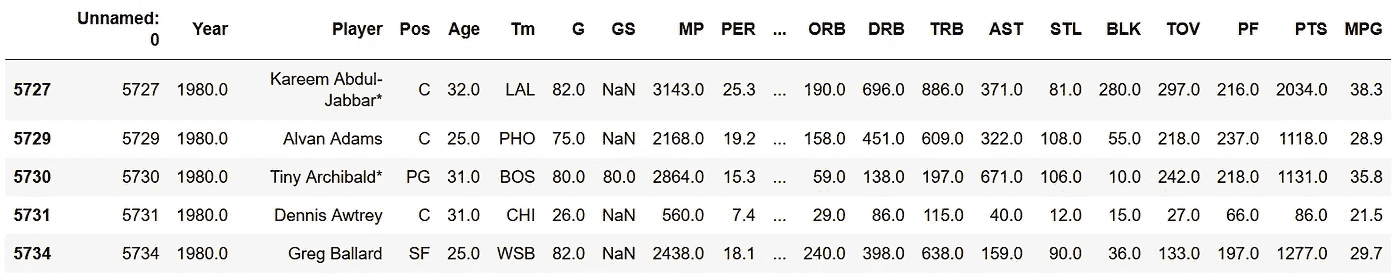 Unnamed: 0 Year Player Pos Age Tm G GS MP PER ... ORB DRB TRB AST STL BLK TOV PF PTS MPG
5727 5727 1980.0 Kareem Abdul-Jabbar* C 32.0 LAL 82.0 NaN 3143.0 25.3 ... 190.0 696.0 886.0 371.0 81.0 280.0 297.0 216.0 2034.0 38.3
5729 5729 1980.0 Alvan Adams C 25.0 PHO 75.0 NaN 2168.0 19.2 ... 158.0 451.0 609.0 322.0 108.0 55.0 218.0 237.0 1118.0 28.9
5730 5730 1980.0 Tiny Archibald* PG 31.0 BOS 80.0 80.0 2864.0 15.3 ... 59.0 138.0 197.0 671.0 106.0 10.0 242.0 218.0 1131.0 35.8
5731 5731 1980.0 Dennis Awtrey C 31.0 CHI 26.0 NaN 560.0 7.4 ... 29.0 86.0 115.0 40.0 12.0 15.0 27.0 66.0 86.0 21.5
5734 5734 1980.0 Greg Ballard SF 25.0 WSB 82.0 NaN 2438.0 18.1 ... 240.0 398.0 638.0 159.0 90.0 36.0 133.0 197.0 1277.0 29.7